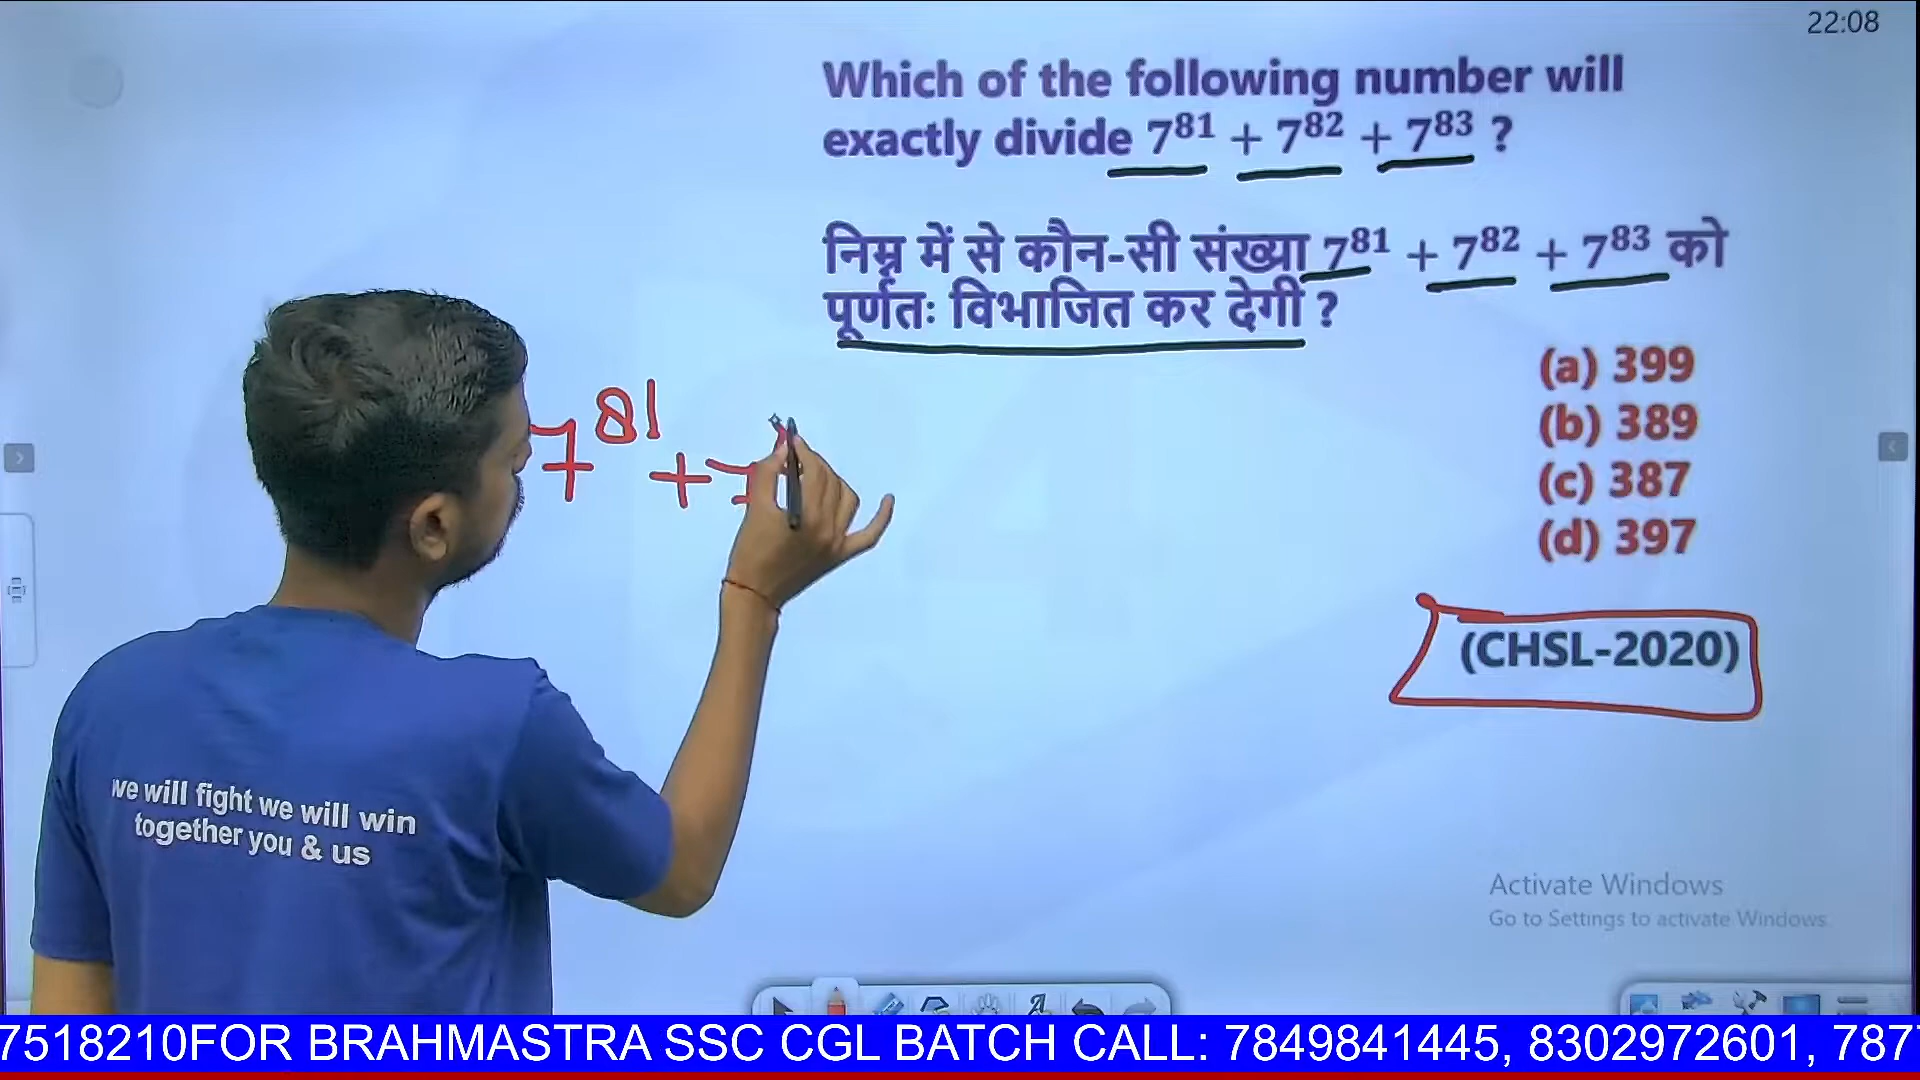 22:08
Which of the following number will
exactly divide 7⁸¹ + 7⁸² + 7⁸³ ?
निम्न में से कौन-सी संख्या 7⁸¹ + 7⁸² + 7⁸³ को
पूर्णतः विभाजित कर देगी ?
(a) 399
(b) 389
(c) 387
(d) 397
(CHSL-2020)
7⁸¹ + 7
we will fight we will win
together you & us
Activate Windows
Go to Settings to activate Windows.
7518210FOR BRAHMASTRA SSC CGL BATCH CALL: 7849841445, 8302972601, 787